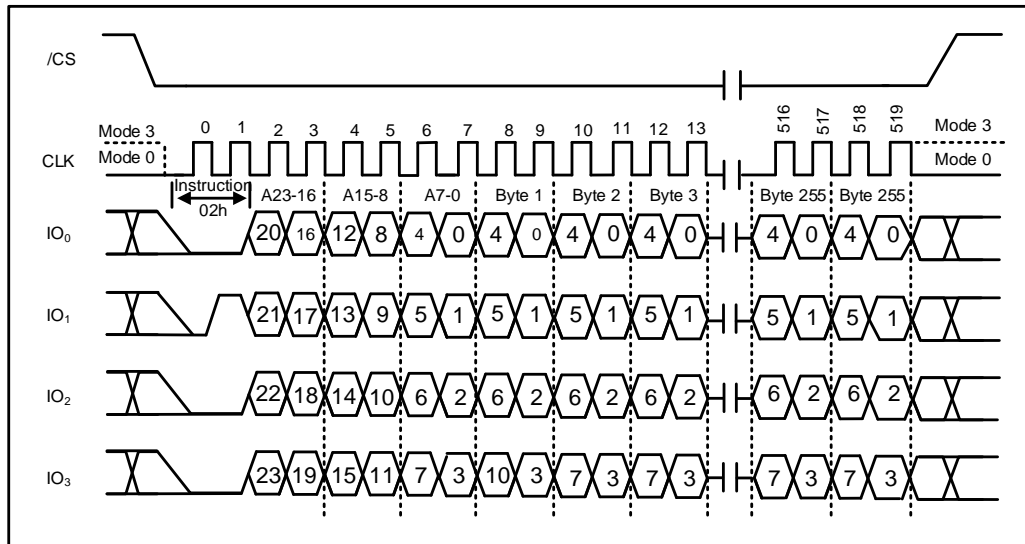 /CS
0 1 2 3 4 5 6 7 8 9 10 11 12 13 516 517 518 519
Mode 3 Mode 3
CLK Mode 0 Mode 0
Instruction
02h A23-16 A15-8 A7-0 Byte 1 Byte 2 Byte 3 Byte 255 Byte 255
IO0 20 16 12 8 4 0 4 0 4 0 4 0 4 0 4 0
IO1 21 17 13 9 5 1 5 1 5 1 5 1 5 1 5 1
IO2 22 18 14 10 6 2 6 2 6 2 6 2 6 2 6 2
IO3 23 19 15 11 7 3 10 3 7 3 7 3 7 3 7 3